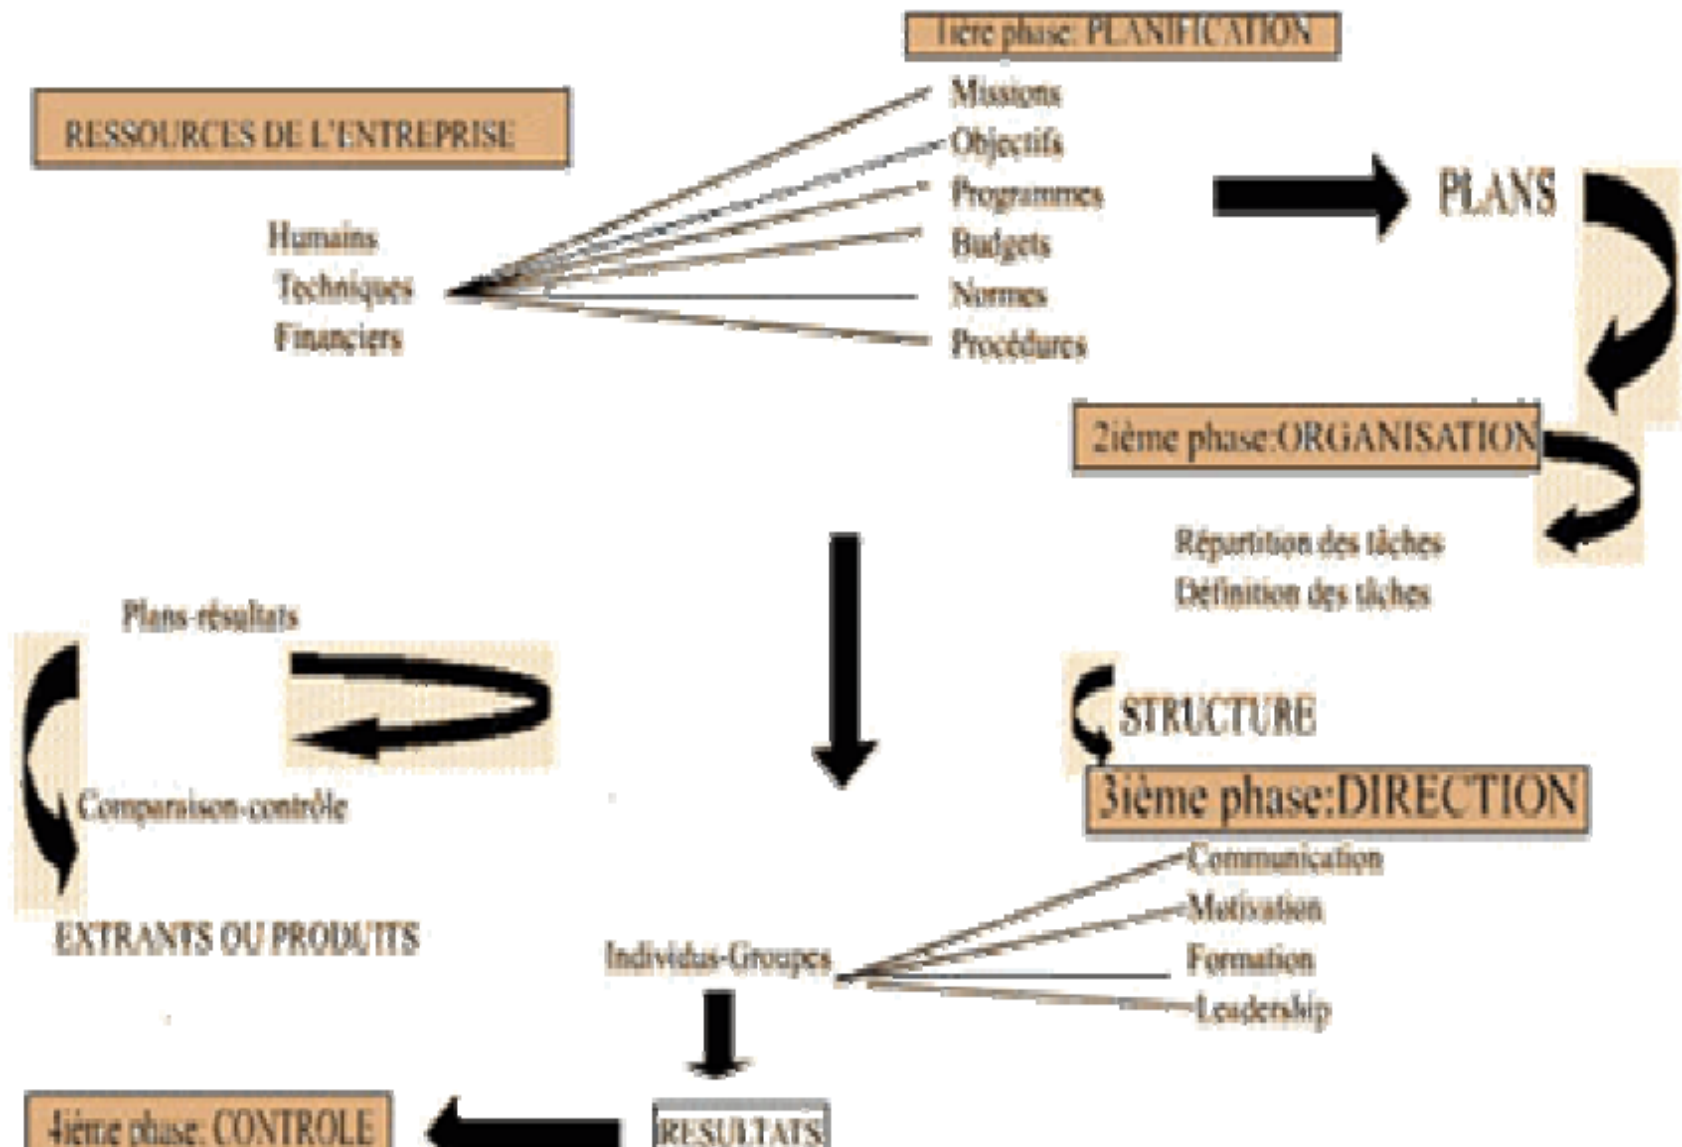 1ière phase: PLANIFICATION
RESSOURCES DE L'ENTREPRISE
Missions
Objectifs
Programmes
Budgets
Normes
Procédures
Humains
Techniques
Financiers
PLANS
2ième phase:ORGANISATION
Répartition des tâches
Définition des tâches
STRUCTURE
3ième phase:DIRECTION
Communication
Motivation
Formation
Leadership
Individus-Groupes
RESULTATS
4ième phase: CONTROLE
Plans-résultats
Comparaison-contrôle
EXTRANTS OU PRODUITS